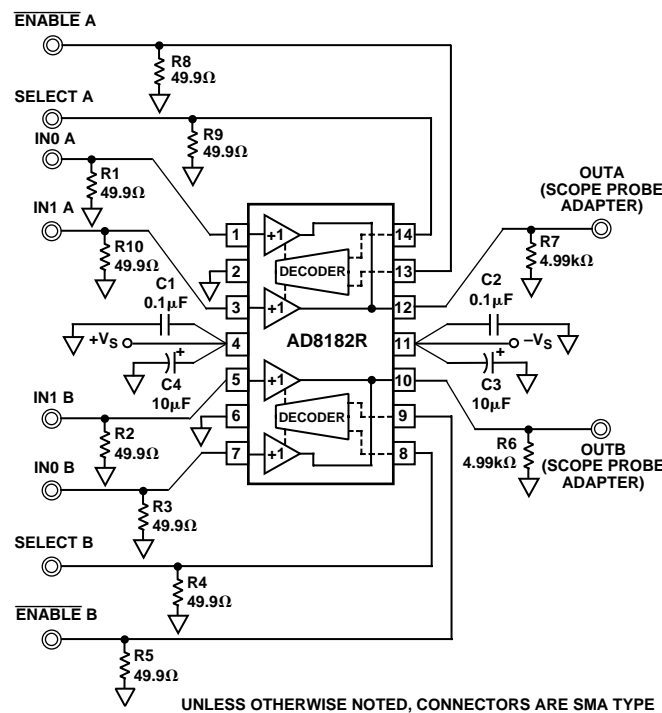 ENABLE A
R8
49.9Ω
SELECT A
R9
49.9Ω
IN0 A
R1
49.9Ω
IN1 A
R10
49.9Ω
OUTA
(SCOPE PROBE
ADAPTER)
R7
4.99kΩ
1
+1
14
2
DECODER
13
3
+1
12
C1
0.1µF
C2
0.1µF
+VS
4
AD8182R
11
–VS
+
C4
10µF
+
C3
10µF
IN1 B
5
+1
10
R2
49.9Ω
6
DECODER
9
IN0 B
7
+1
8
R3
49.9Ω
R6
4.99kΩ
OUTB
(SCOPE PROBE
ADAPTER)
SELECT B
R4
49.9Ω
ENABLE B
R5
49.9Ω
UNLESS OTHERWISE NOTED, CONNECTORS ARE SMA TYPE